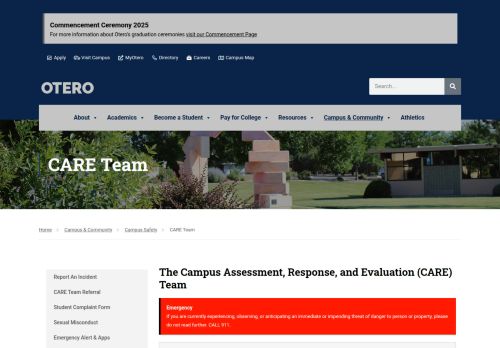 Commencement Ceremony 2025
For more information about Otero's graduation ceremonies visit our Commencement Page
Apply Visit Campus MyOtero Directory Careers Campus Map
OTERO
Search...
About Academics Become a Student Pay for College Resources Campus & Community Athletics
CARE Team
Home Campus & Community Campus Safety CARE Team
Report An Incident
CARE Team Referral
Student Complaint Form
Sexual Misconduct
Emergency Alert & Apps
The Campus Assessment, Response, and Evaluation (CARE)
Team
Emergency
If you are currently experiencing, observing, or anticipating an immediate or impending threat of danger to person or property, please
do not read further. CALL 911.